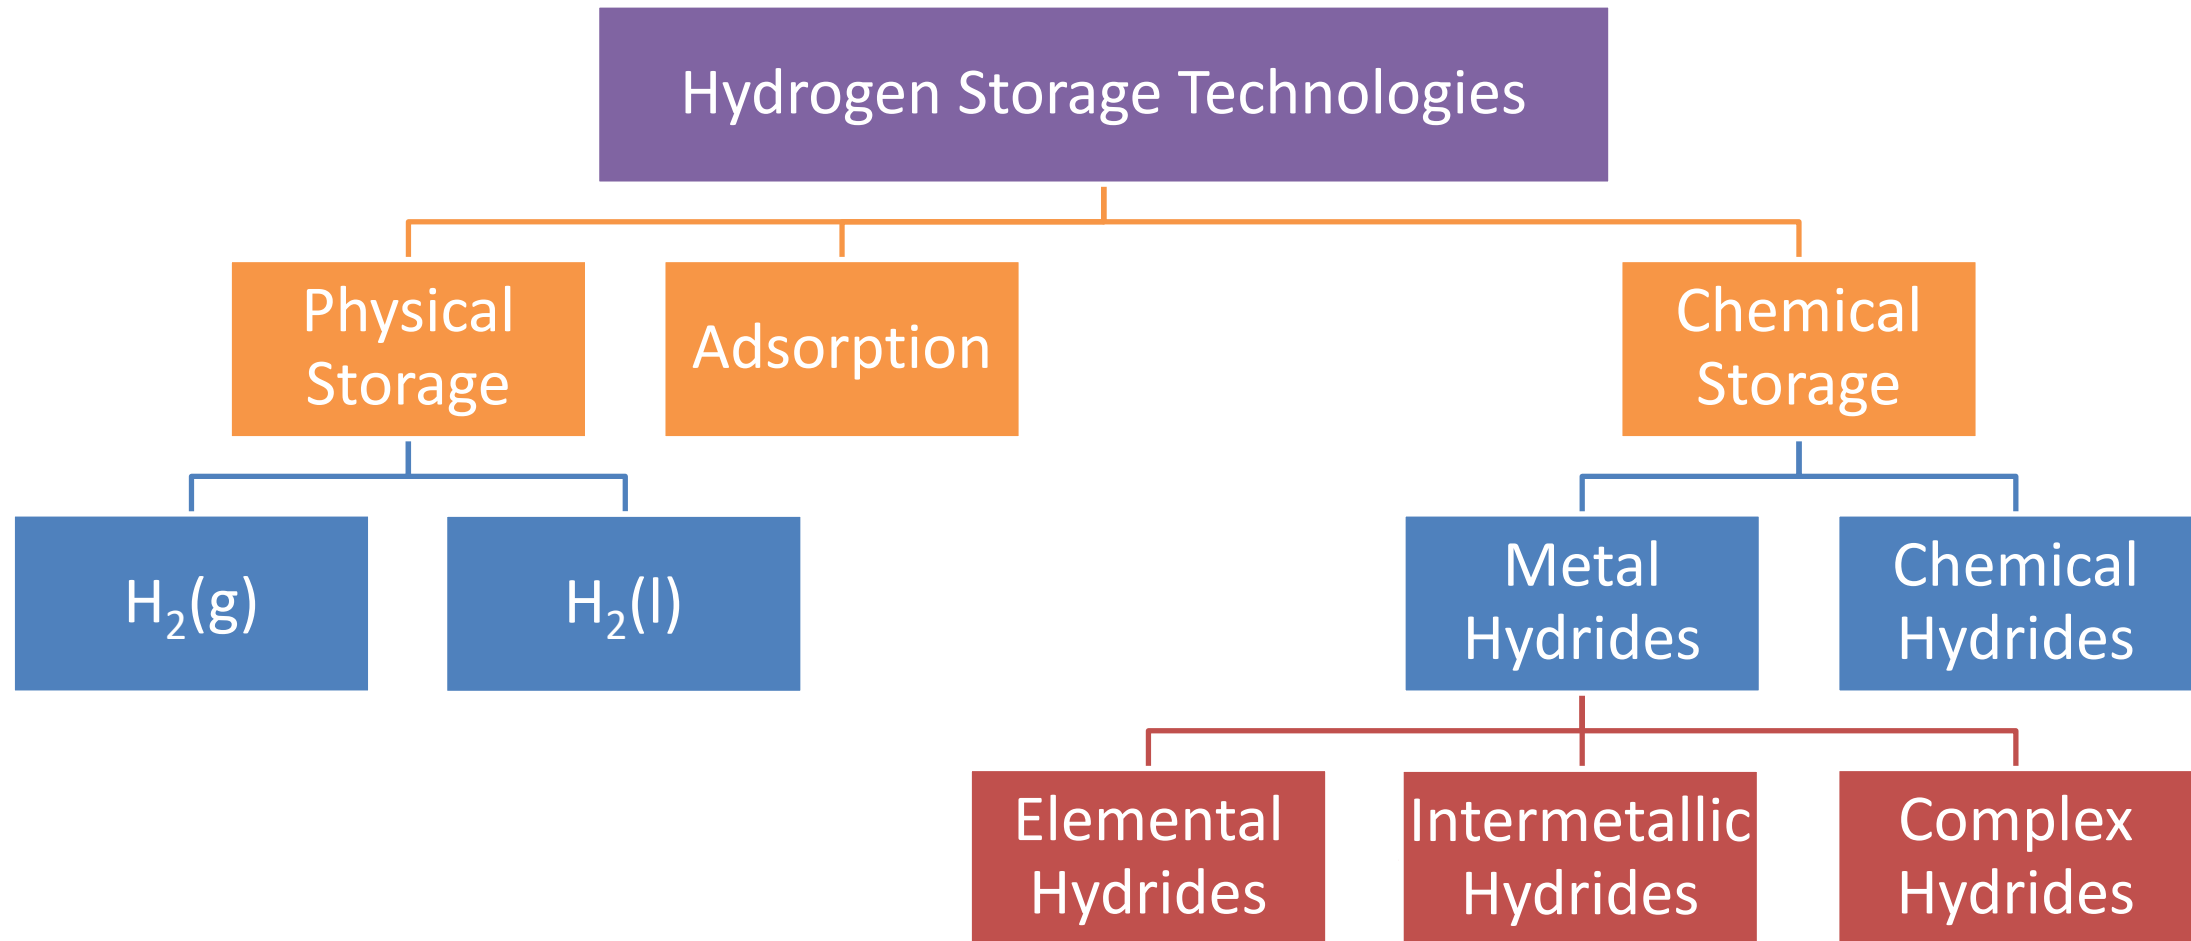 Hydrogen Storage Technologies
Physical
Storage
Adsorption
Chemical
Storage
H₂(g)
H₂(l)
Metal
Hydrides
Chemical
Hydrides
Elemental
Hydrides
Intermetallic
Hydrides
Complex
Hydrides